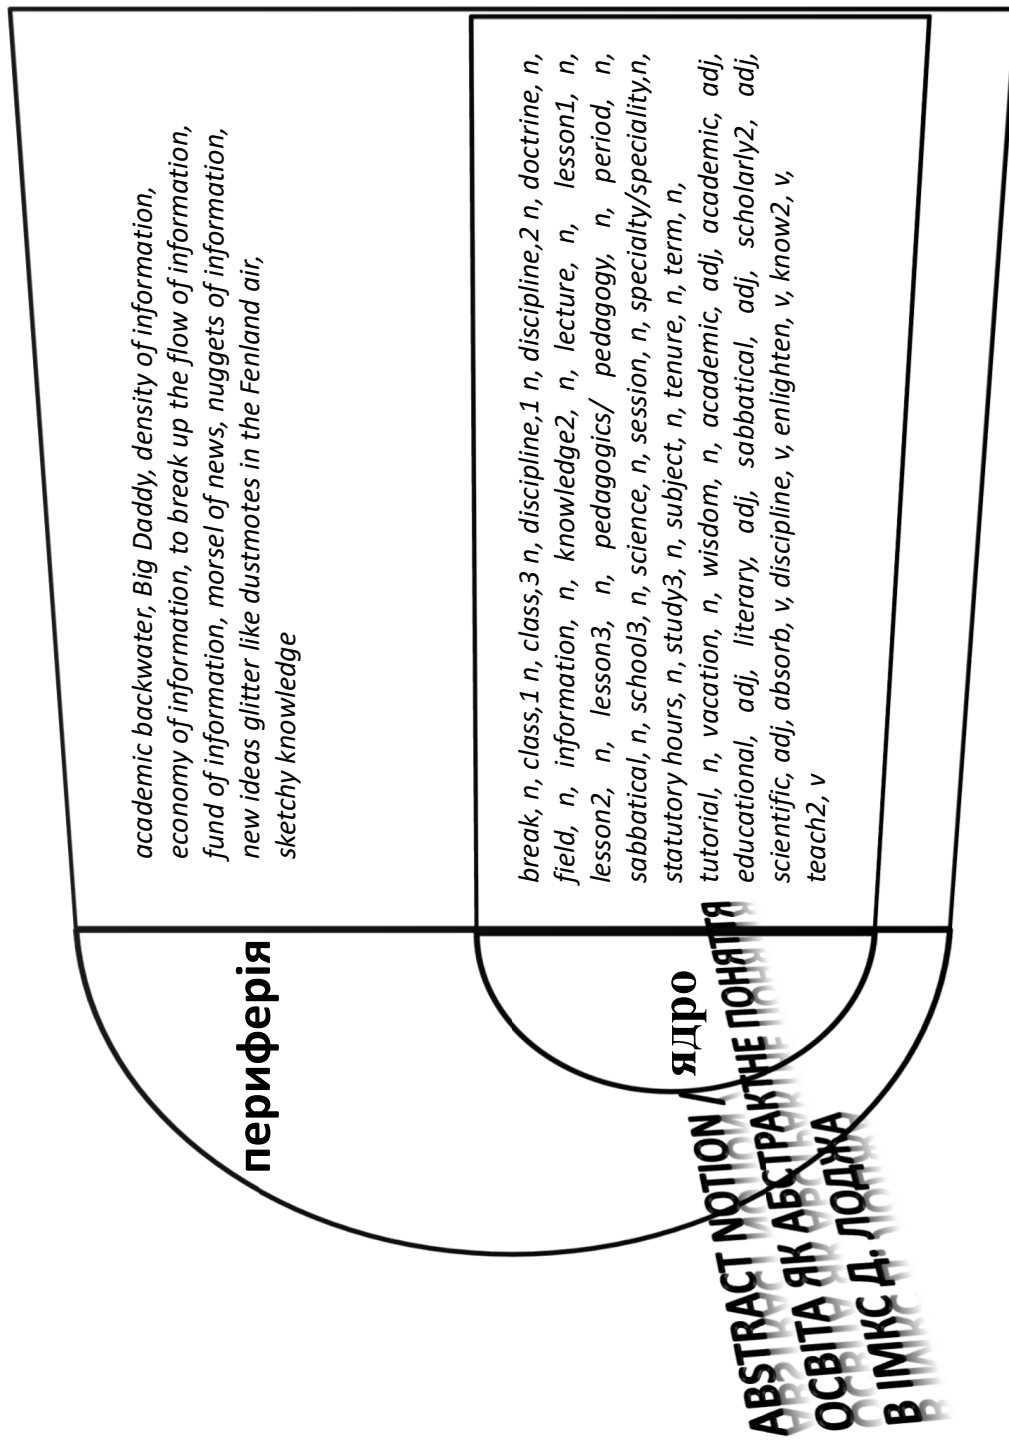 периферія
academic backwater, Big Daddy, density of information,
economy of information, to break up the flow of information,
fund of information, morsel of news, nuggets of information,
new ideas glitter like dustmotes in the Fenland air,
sketchy knowledge
ядро
break, n, class,1 n, class,3 n, discipline,1 n, discipline,2 n, doctrine, n,
field, n, information, n, knowledge2, n, lecture, n, lesson1, n,
lesson2, n, lesson3, n, pedagogics/ pedagogy, n, period, n,
sabbatical, n, school3, n, science, n, session, n, specialty/speciality,n,
statutory hours, n, study3, n, subject, n, tenure, n, term, n,
tutorial, n, vacation, n, wisdom, n, academic, adj, academic, adj,
educational, adj, literary, adj, sabbatical, adj, scholarly2, adj,
scientific, adj, absorb, v, discipline, v, enlighten, v, know2, v,
teach2, v
ABSTRACT NOTION /
ОСВІТА ЯК АБСТРАКТНЕ ПОНЯТТЯ
В ІМКС Д. ЛОДЖА